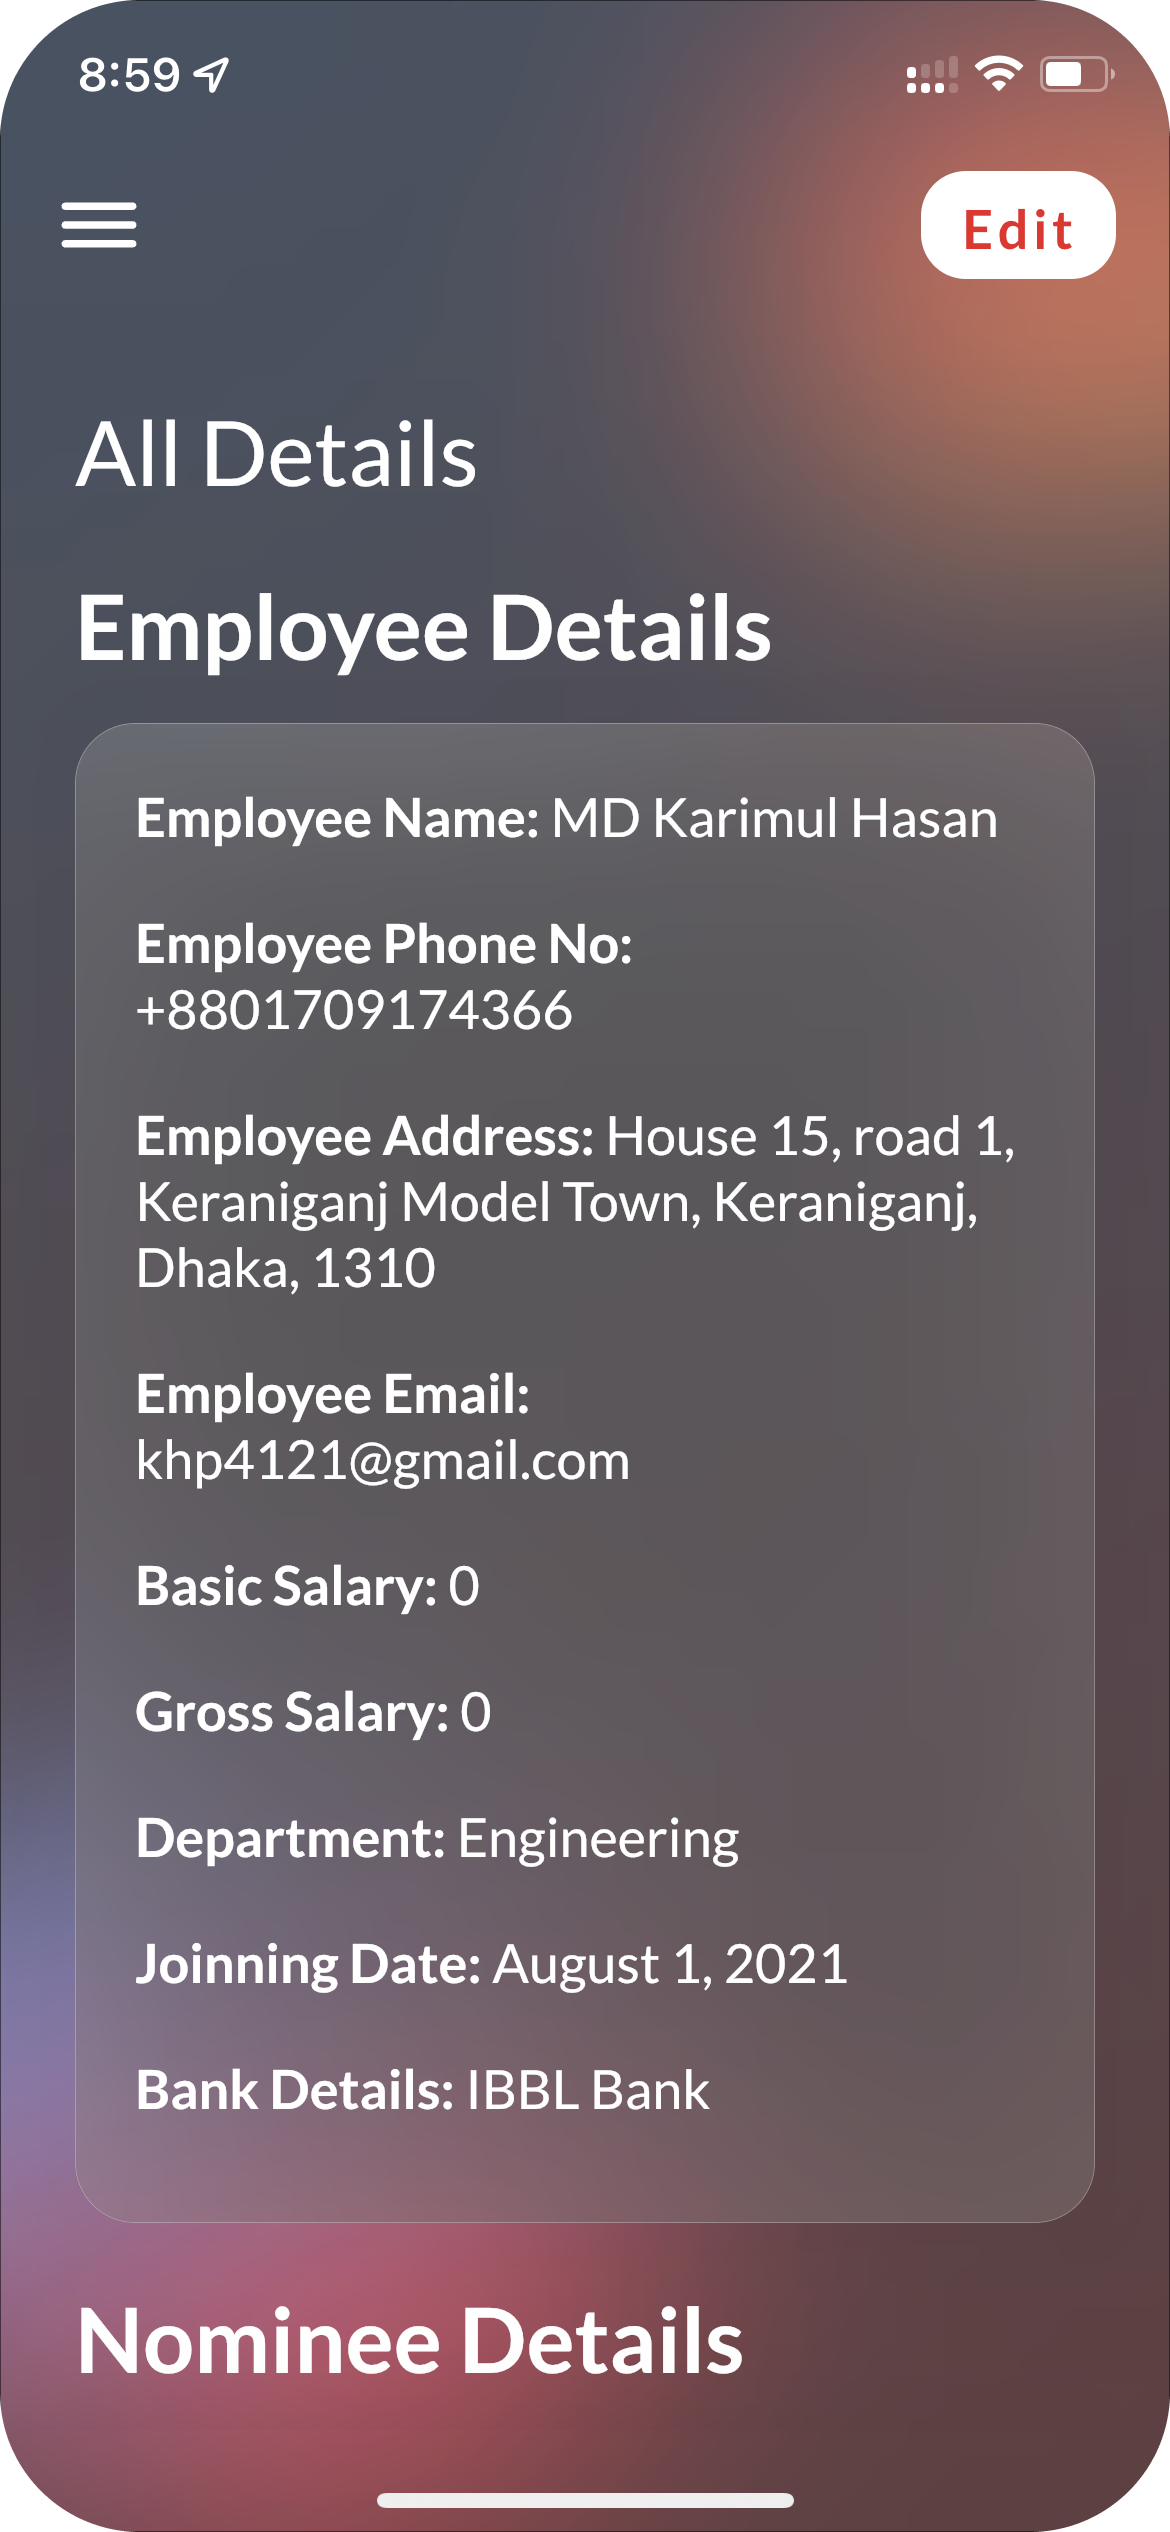 8:59
Edit
All Details
Employee Details
Employee Name: MD Karimul Hasan
Employee Phone No:
+8801709174366
Employee Address: House 15, road 1,
Keraniganj Model Town, Keraniganj,
Dhaka, 1310
Employee Email:
khp4121@gmail.com
Basic Salary: 0
Gross Salary: 0
Department: Engineering
Joinning Date: August 1, 2021
Bank Details: IBBL Bank
Nominee Details